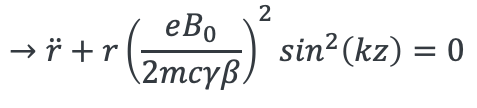 → r̈ + r (eB₀ / 2mcγβ)² sin²(kz) = 0